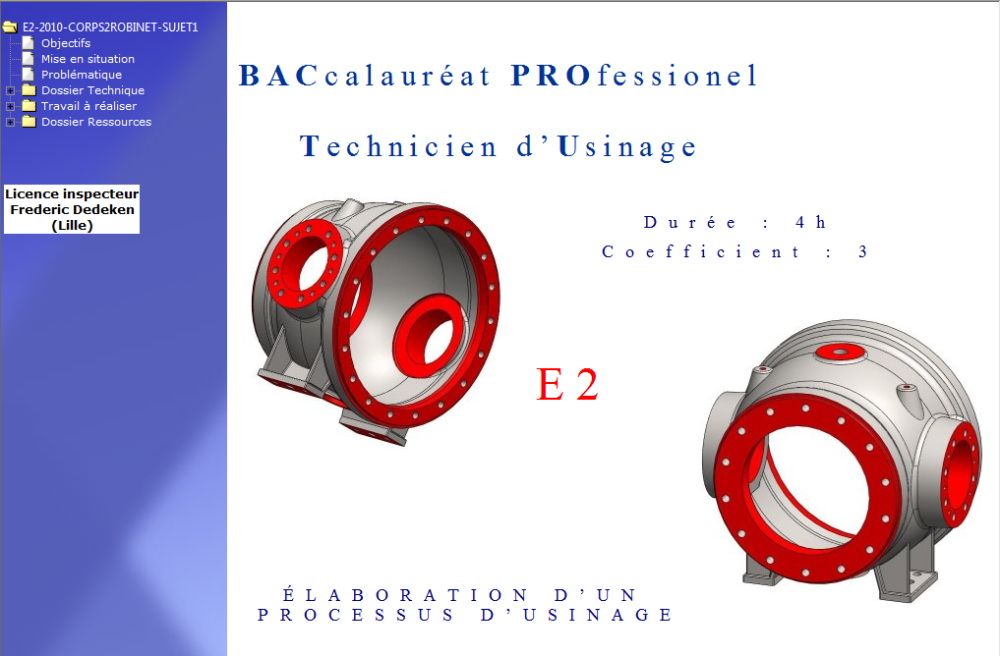 E2-2010-CORPS2ROBINET-SUJET1
Objectifs
Mise en situation
Problématique
Dossier Technique
Travail à réaliser
Dossier Ressources
Licence inspecteur
Frederic Dedeken
(Lille)
BACcalauréat PROfessionel
Technicien d’Usinage
Durée : 4h
Coefficient : 3
E2
ÉLABORATION D’UN
PROCESSUS D’USINAGE